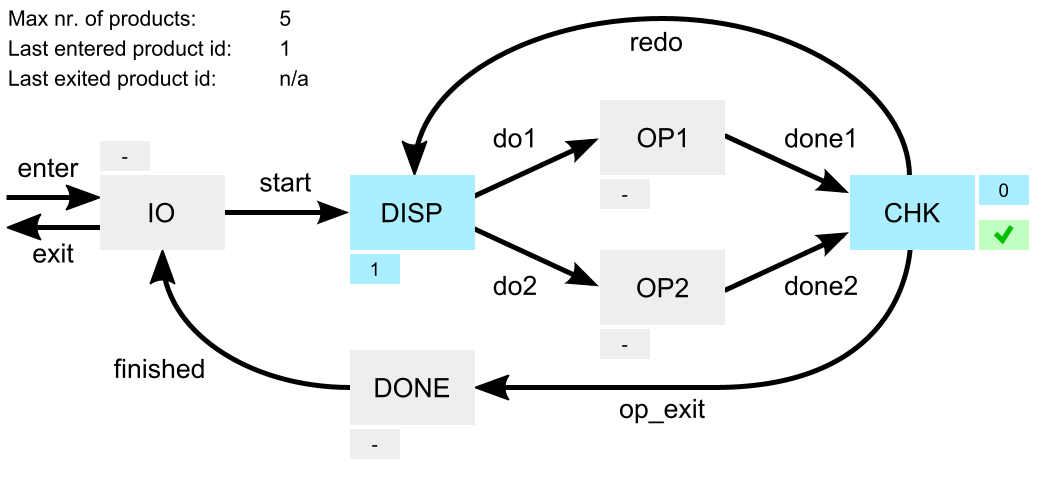 Max nr. of products: 5
Last entered product id: 1
Last exited product id: n/a
redo
do1
OP1
done1
-
enter
-
IO
start
DISP
-
CHK
0
exit
1
do2
OP2
done2
-
finished
DONE
op_exit
-